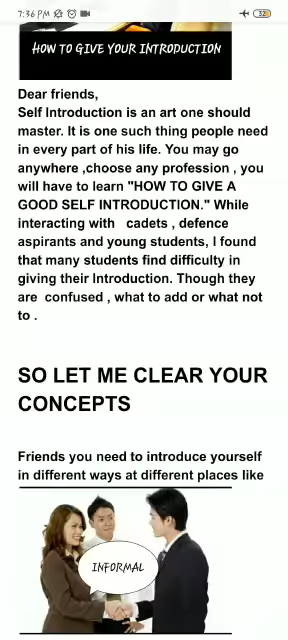 7:36 PM
32
HOW TO GIVE YOUR INTRODUCTION
Dear friends,
Self Introduction is an art one should
master. It is one such thing people need
in every part of his life. You may go
anywhere ,choose any profession , you
will have to learn "HOW TO GIVE A
GOOD SELF INTRODUCTION." While
interacting with   cadets , defence
aspirants and young students, I found
that many students find difficulty in
giving their Introduction. Though they
are  confused , what to add or what not
to .
SO LET ME CLEAR YOUR
CONCEPTS
Friends you need to introduce yourself
in different ways at different places like
INFORMAL